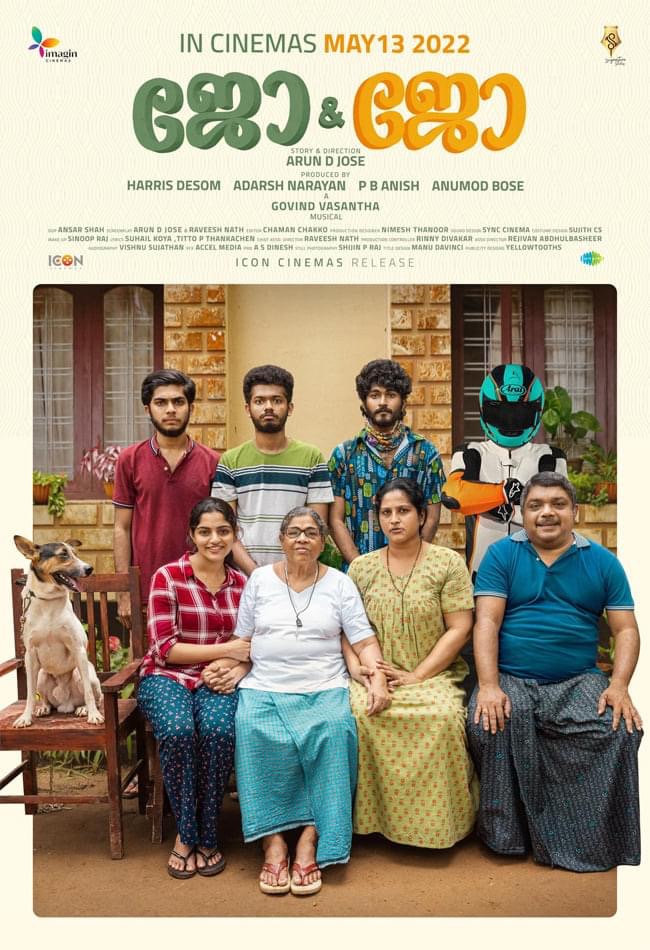 imagin
CINEMAS
IN CINEMAS MAY13 2022
ജോ & ജോ
STORY & DIRECTION
ARUN D JOSE
PRODUCED BY
HARRIS DESOM ADARSH NARAYAN P B ANISH ANUMOD BOSE
A
GOVIND VASANTHA
MUSICAL
DOP ANSAR SHAH SCREENPLAY ARUN D JOSE & RAVEESH NATH EDITOR CHAMAN CHAKKO PRODUCTION DESIGNER NIMESH THANOOR SOUND DESIGN SYNC CINEMA COSTUME DESIGN SUJITH CS
MAKE UP SINOOP RAJ LYRICS SUHAIL KOYA ,TITTO P THANKACHEN CHIEF ASSO. DIRECTOR RAVEESH NATH PRODUCTION CONTROLLER RINNY DIVAKAR ASSO DIRECTOR REJIVAN ABDHULBASHEER
AUDIOGRAPHY VISHNU SUJATHAN VFX ACCEL MEDIA PRO A S DINESH STILL PHOTOGRAPHY SHIJIN P RAJ TITLE DESIGN MANU DAVINCI PUBLICITY DESIGNS YELLOWTOOTHS
ICON
CINEMAS
ICON CINEMAS RELEASE
Arai